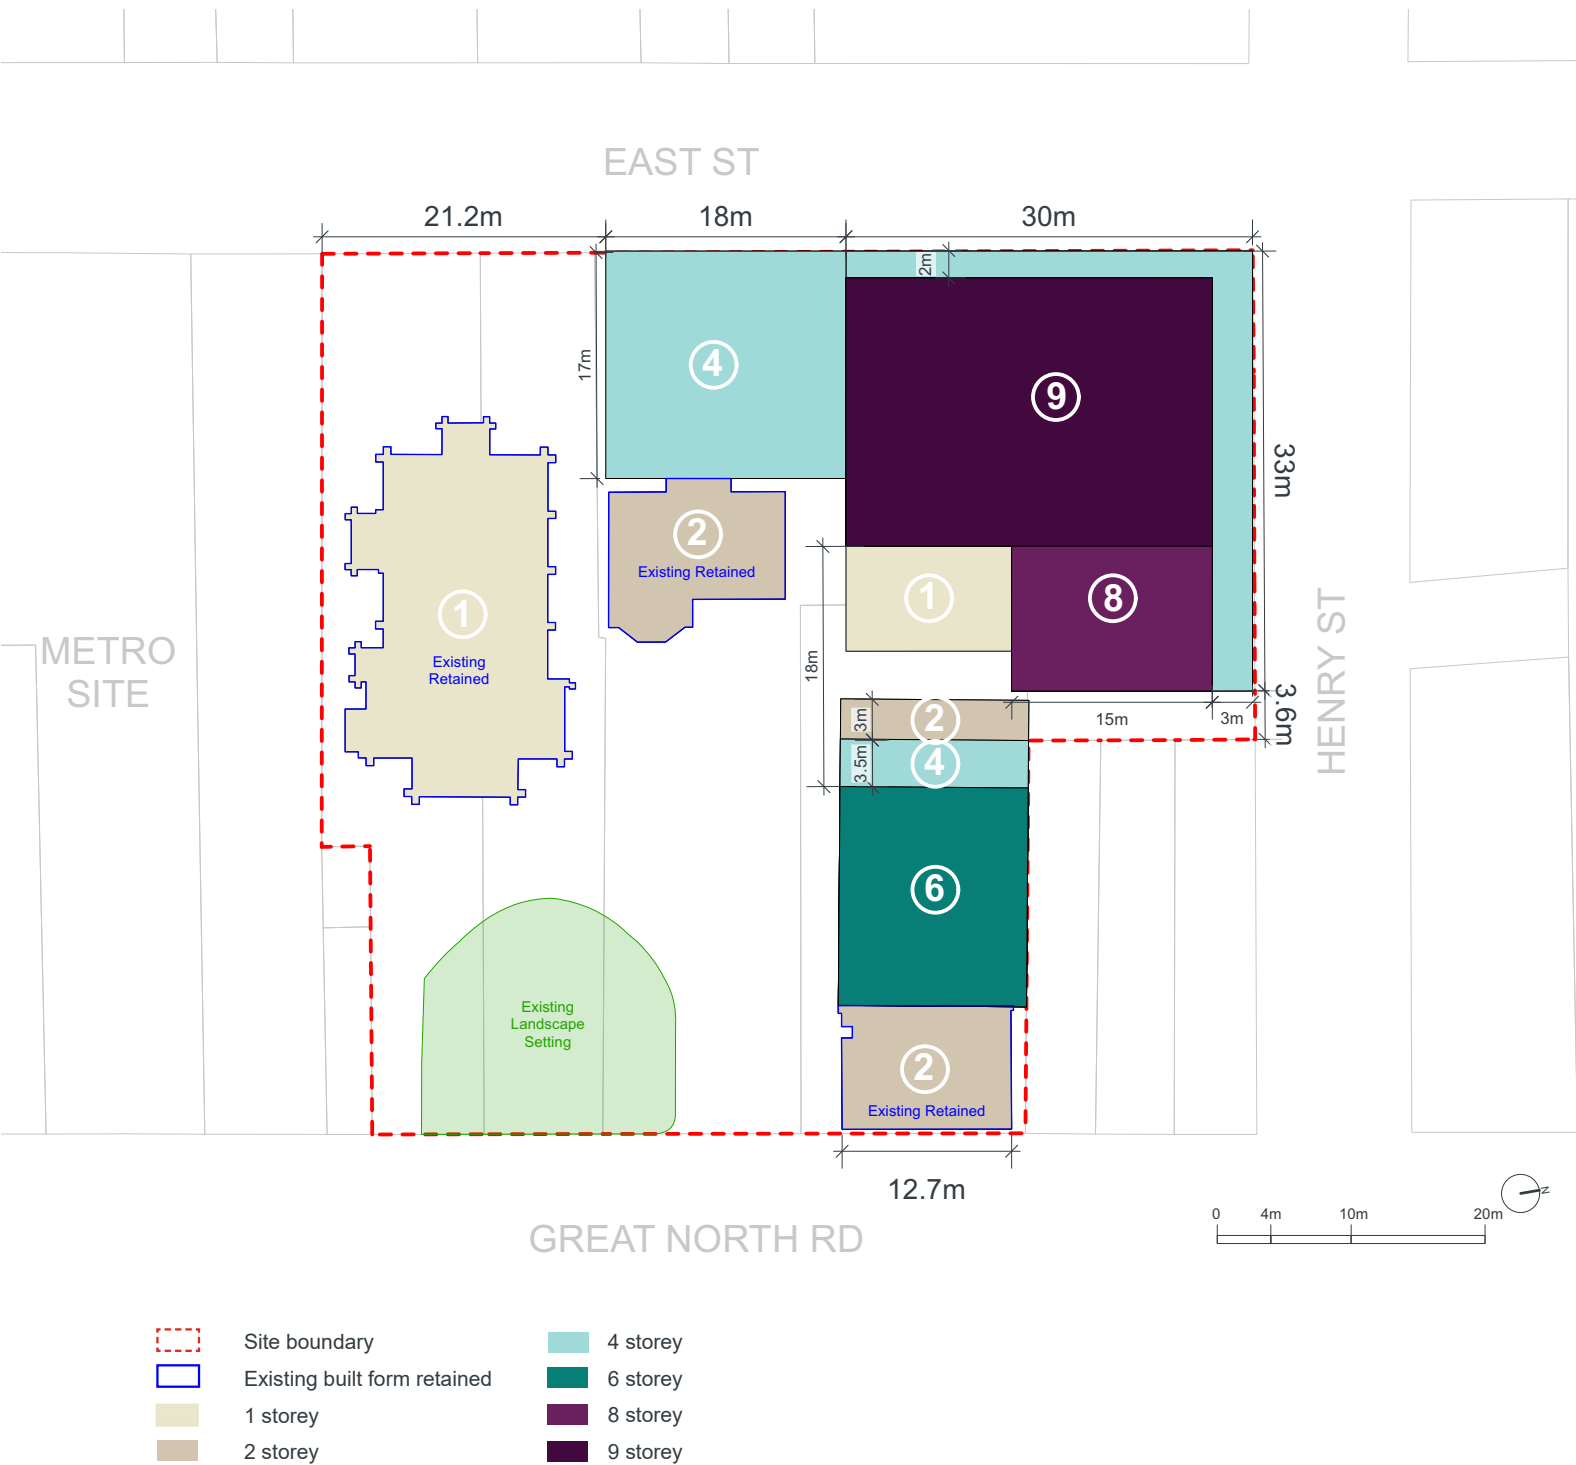 EAST ST
21.2m
18m
30m
2m
17m
4
9
33m
2
Existing Retained
1
8
1
Existing
Retained
METRO
SITE
18m
3m
2
15m
3m
3.6m
HENRY ST
3.5m
4
6
Existing
Landscape
Setting
2
Existing Retained
12.7m
GREAT NORTH RD
N
0 4m 10m 20m
Site boundary
Existing built form retained
1 storey
2 storey
4 storey
6 storey
8 storey
9 storey